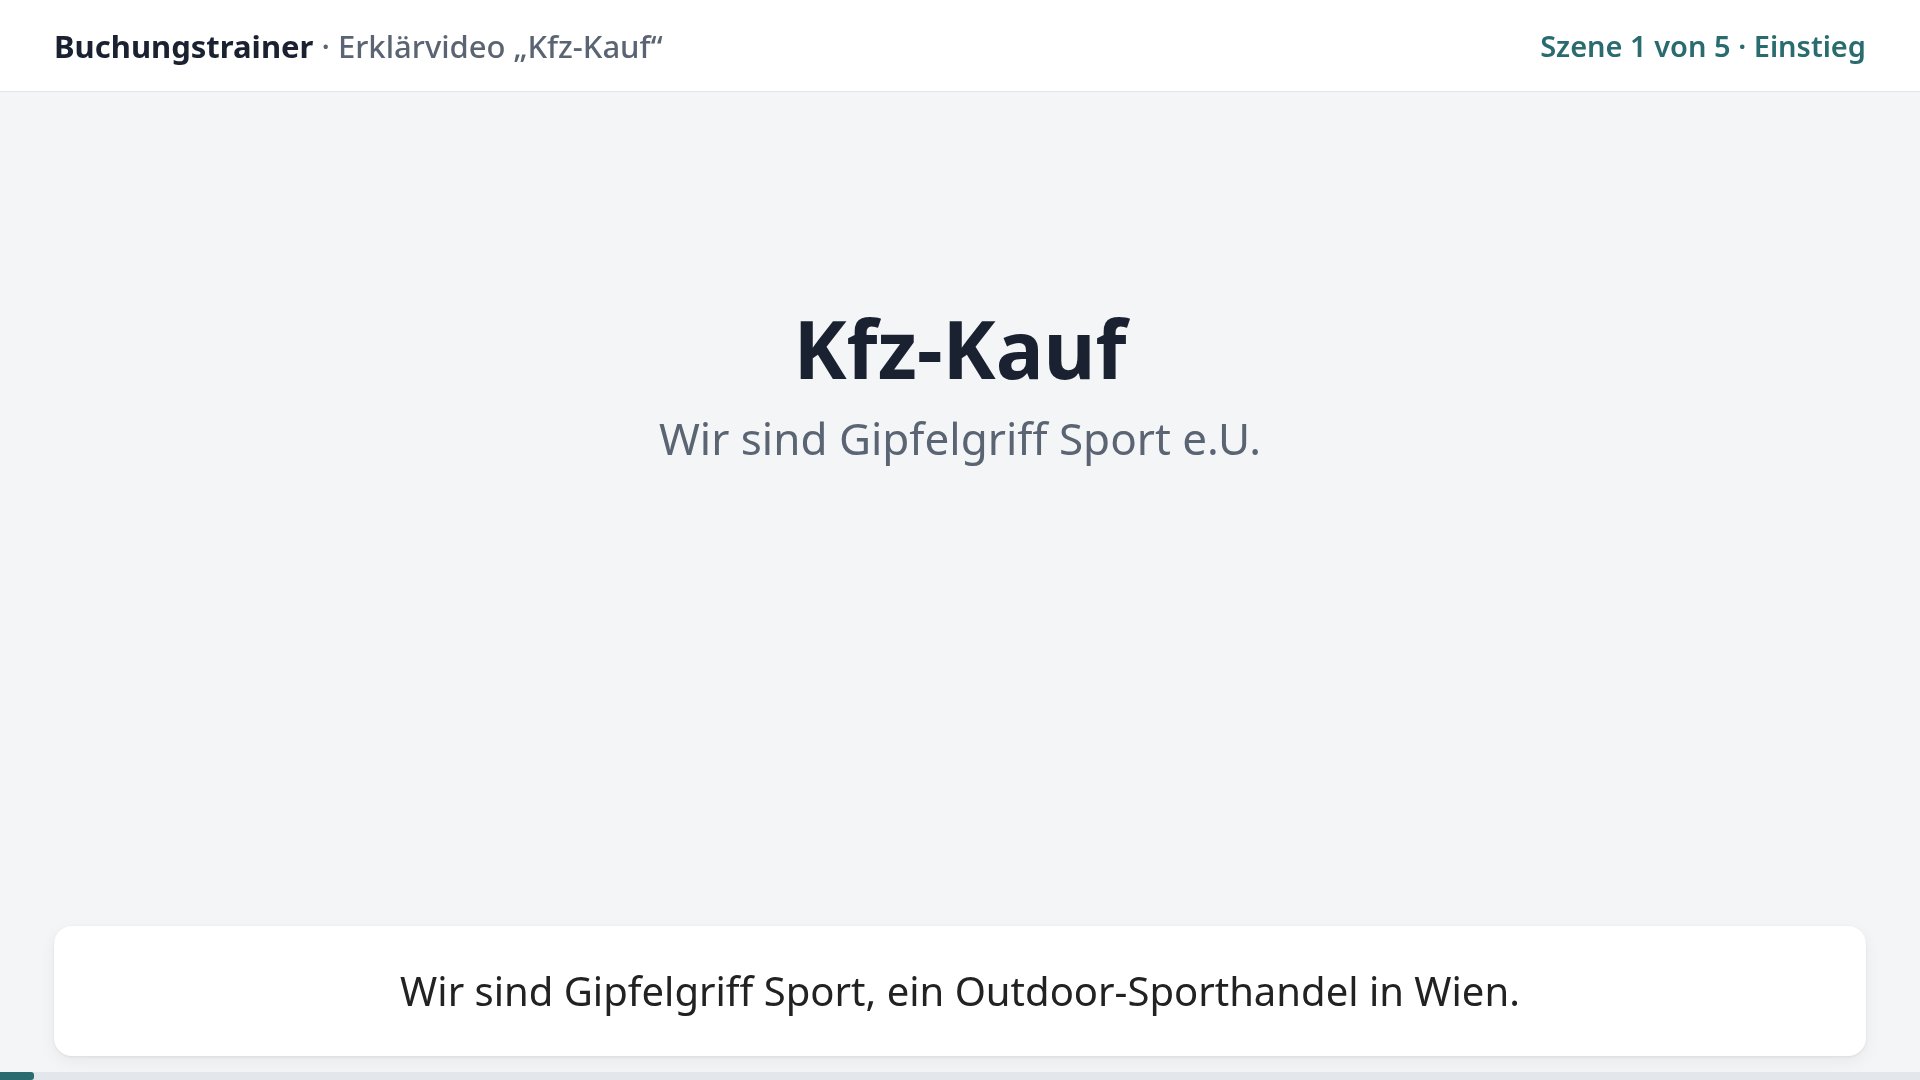 Buchungstrainer · Erklärvideo „Kfz-Kauf“
Szene 1 von 5 · Einstieg
Kfz-Kauf
Wir sind Gipfelgriff Sport e.U.
Wir sind Gipfelgriff Sport, ein Outdoor-Sporthandel in Wien.